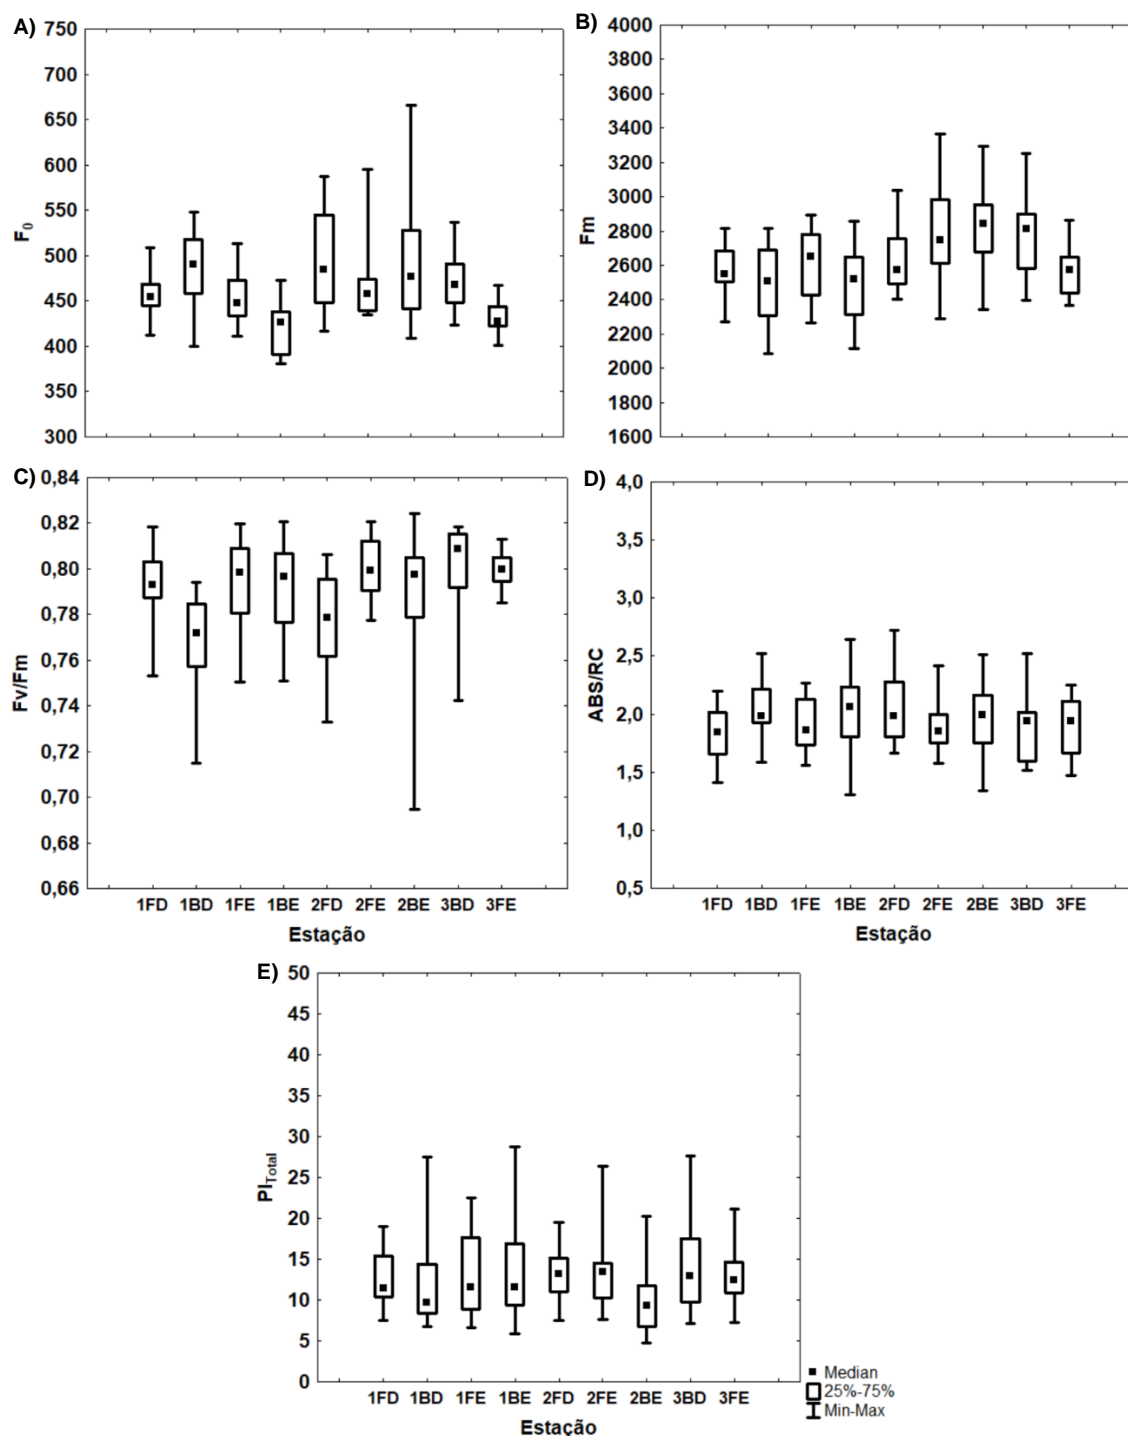 A)
750
700
650
600
550
500
450
400
350
300
F0
B)
4000
3800
3600
3400
3200
3000
2800
2600
2400
2200
2000
1800
1600
Fm
C)
0,84
0,82
0,80
0,78
0,76
0,74
0,72
0,70
0,68
0,66
Fv/Fm
1FD 1BD 1FE 1BE 2FD 2FE 2BE 3BD 3FE
Estação
D)
4,0
3,5
3,0
2,5
2,0
1,5
1,0
0,5
ABS/RC
1FD 1BD 1FE 1BE 2FD 2FE 2BE 3BD 3FE
Estação
E)
50
45
40
35
30
25
20
15
10
5
0
PITotal
1FD 1BD 1FE 1BE 2FD 2FE 2BE 3BD 3FE
Estação
Median
25%-75%
Min-Max